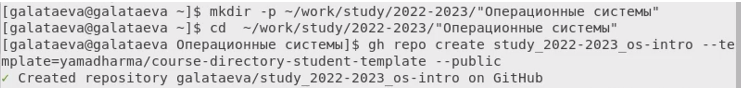 [galataeva@galataeva ~]$ mkdir -p ~/work/study/2022-2023/"Операционные системы"
[galataeva@galataeva ~]$ cd  ~/work/study/2022-2023/"Операционные системы"
[galataeva@galataeva Операционные системы]$ gh repo create study_2022-2023_os-intro --te
mplate=yamadharma/course-directory-student-template --public
✓ Created repository galataeva/study_2022-2023_os-intro on GitHub